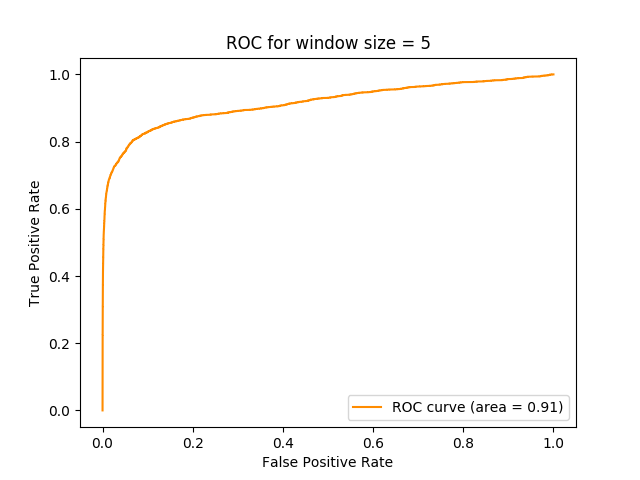 ROC for window size = 5
1.0
0.8
0.6
0.4
0.2
0.0
True Positive Rate
ROC curve (area = 0.91)
0.0 0.2 0.4 0.6 0.8 1.0
False Positive Rate